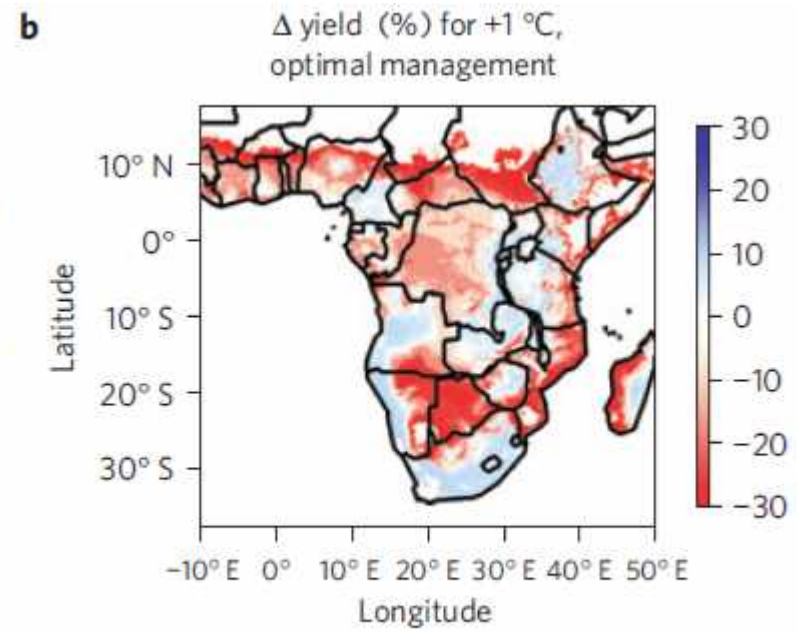 b
Δ yield (%) for +1 °C,
optimal management
Latitude
10° N
0°
10° S
20° S
30° S
−10° E 0° 10° E 20° E 30° E 40° E 50° E
Longitude
30
20
10
0
−10
−20
−30